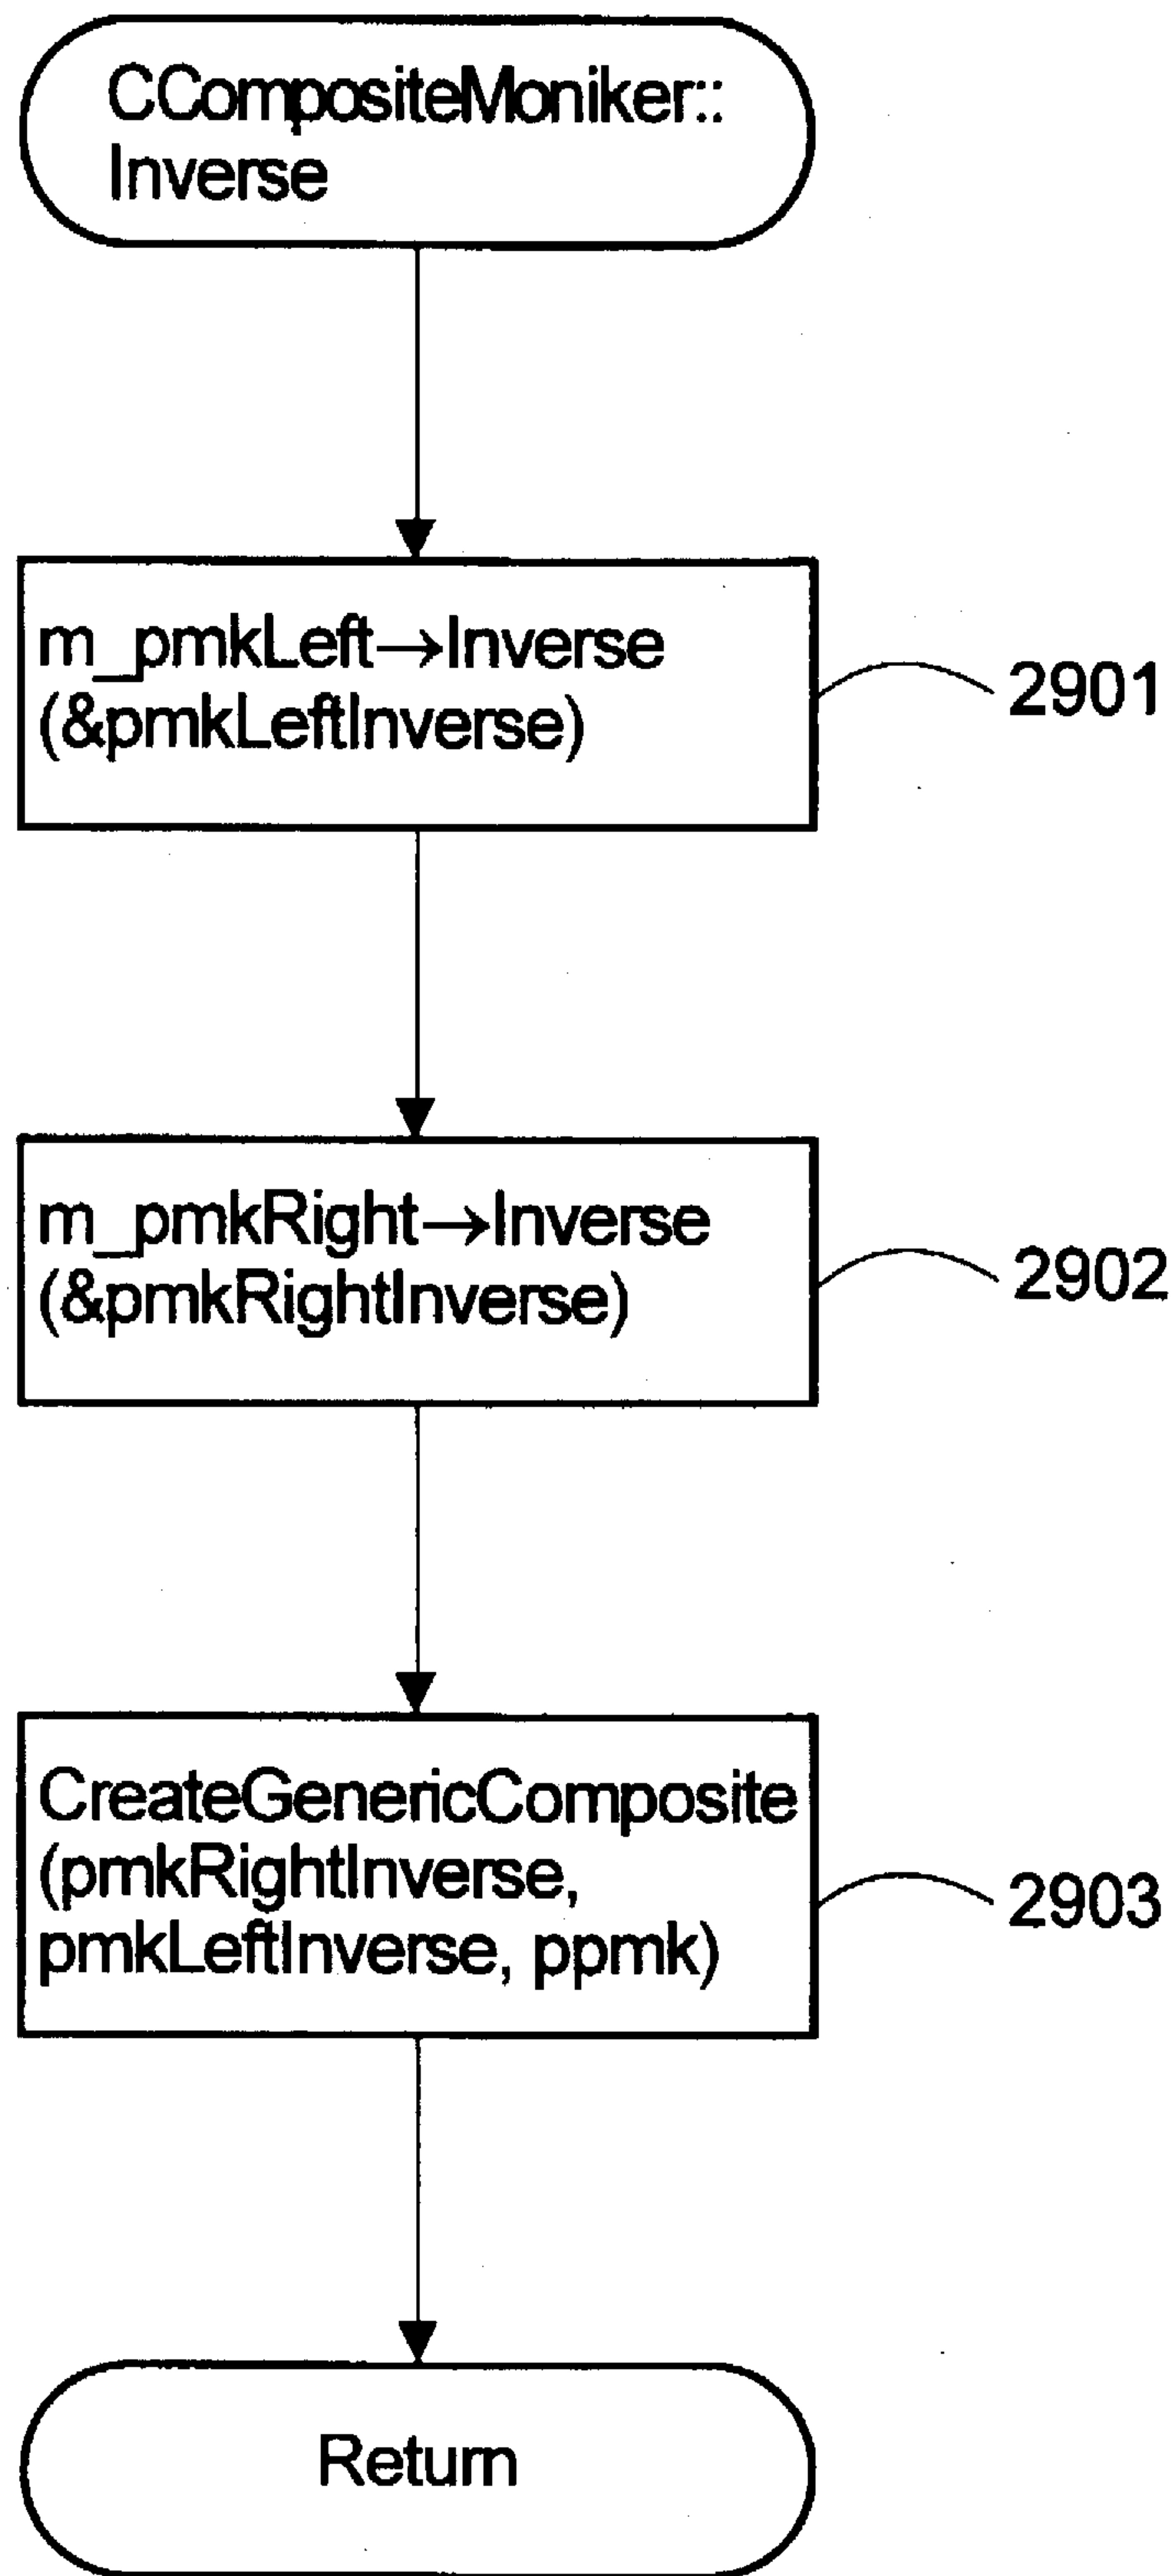 CCompositeMoniker::
Inverse
m_pmkLeft→Inverse
(&pmkLeftInverse)
2901
m_pmkRight→Inverse
(&pmkRightInverse)
2902
CreateGenericComposite
(pmkRightInverse,
pmkLeftInverse, ppmk)
2903
Return